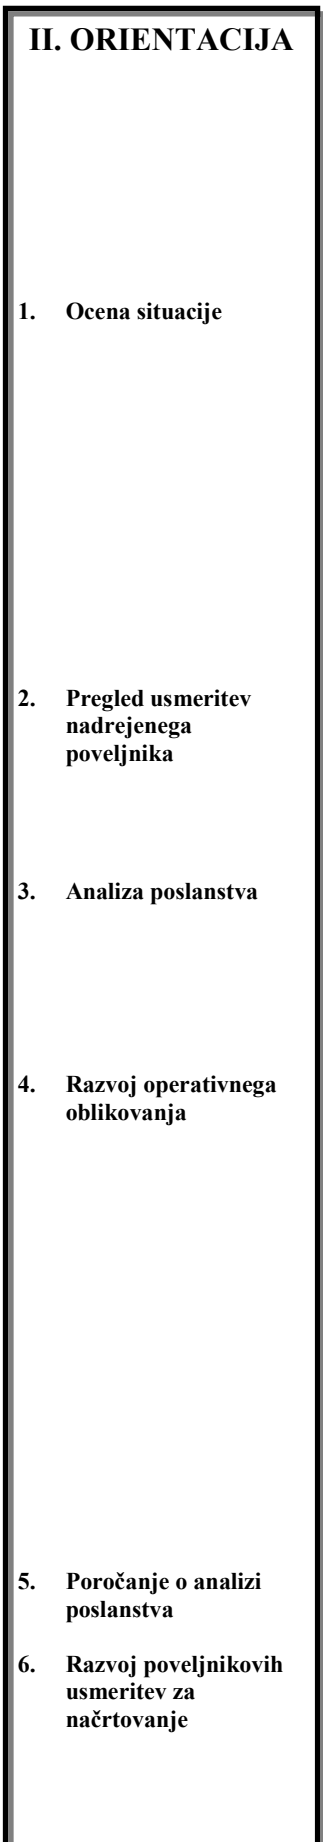 II. ORIENTACIJA
1. Ocena situacije
2. Pregled usmeritev
nadrejenega
poveljnika
3. Analiza poslanstva
4. Razvoj operativnega
oblikovanja
5. Poročanje o analizi
poslanstva
6. Razvoj poveljnikovih
usmeritev za
načrtovanje